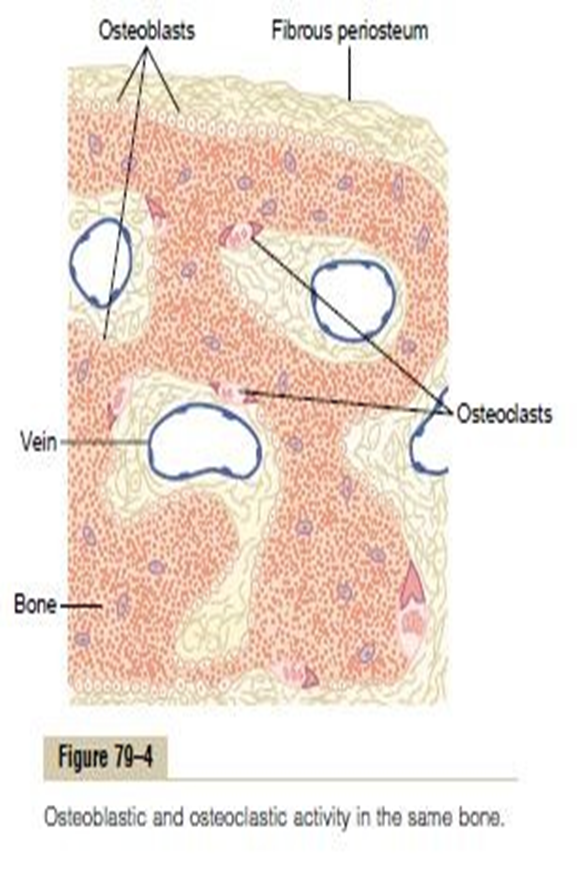 Osteoblasts
Fibrous periosteum
Osteoclasts
Vein
Bone
Figure 79–4
Osteoblastic and osteoclastic activity in the same bone.